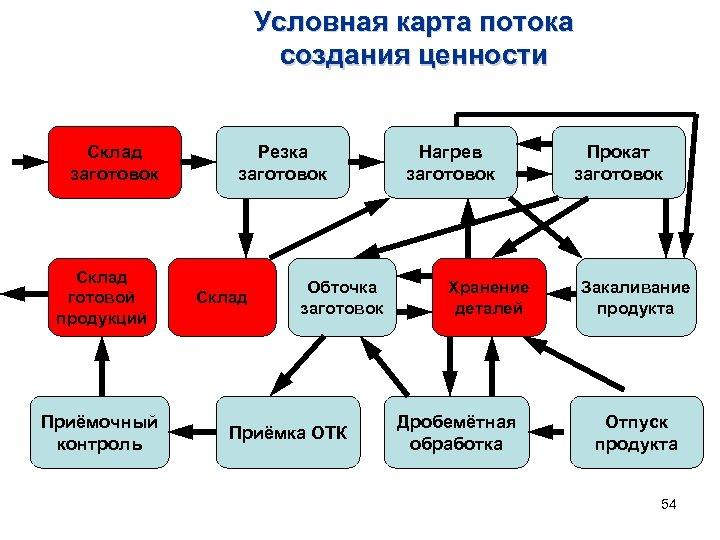 Условная карта потока
создания ценности
Склад
заготовок
Резка
заготовок
Нагрев
заготовок
Прокат
заготовок
Склад
готовой
продукции
Склад
Обточка
заготовок
Хранение
деталей
Закаливание
продукта
Приёмочный
контроль
Приёмка ОТК
Дробемётная
обработка
Отпуск
продукта
54